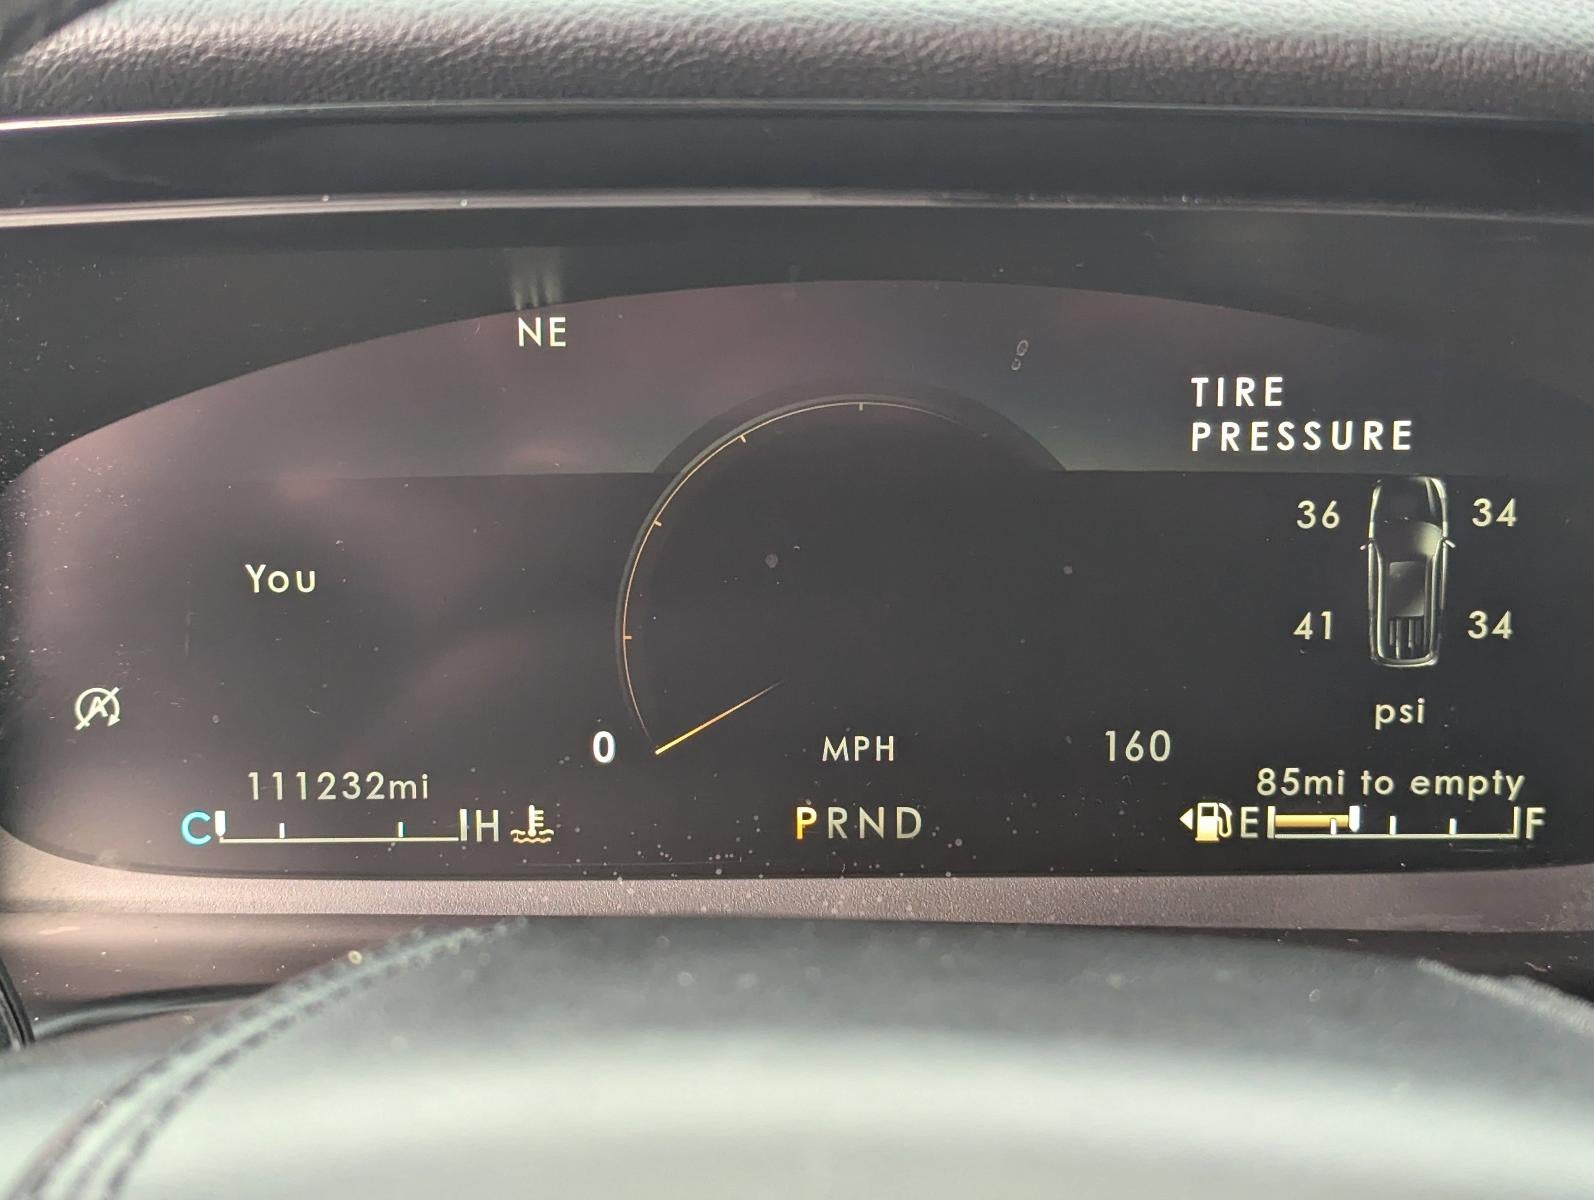 NE
TIRE
PRESSURE
36 34
You
41 34
psi
0 MPH 160
111232mi
85mi to empty
C H
PRND
E F